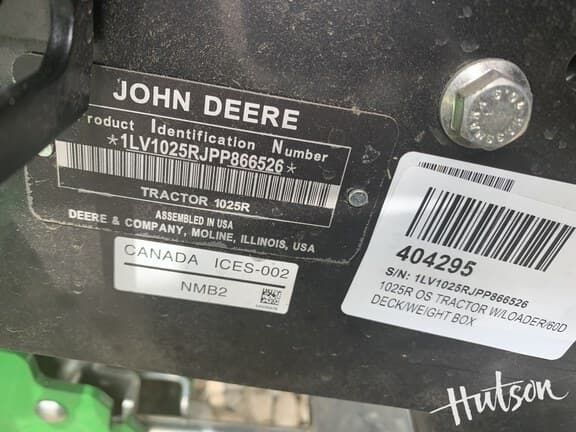 JOHN DEERE
Product Identification Number
*1LV1025RJPP866526*
TRACTOR 1025R
ASSEMBLED IN USA
DEERE & COMPANY, MOLINE, ILLINOIS, USA
CANADA ICES-002
NMB2
404295
S/N: 1LV1025RJPP866526
1025R OS TRACTOR W/LOADER/60D
DECK/WEIGHT BOX
Hutson